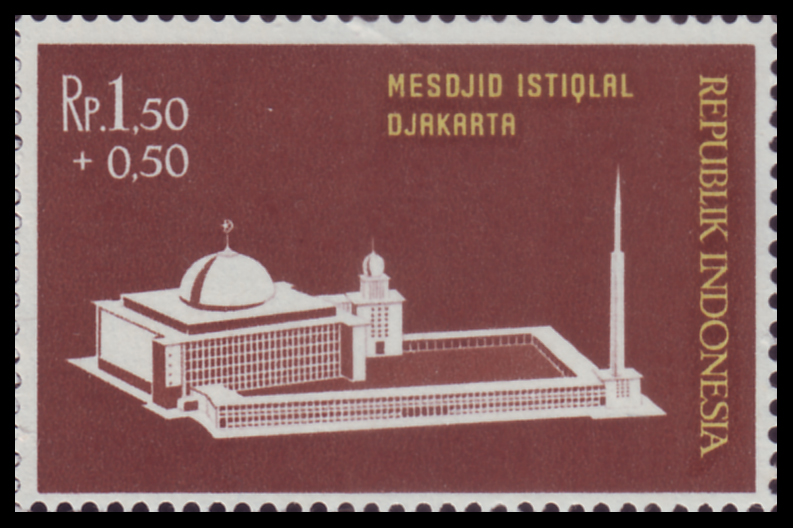 Rp.1,50
+ 0,50
MESDJID ISTIQLAL
DJAKARTA
REPUBLIK INDONESIA